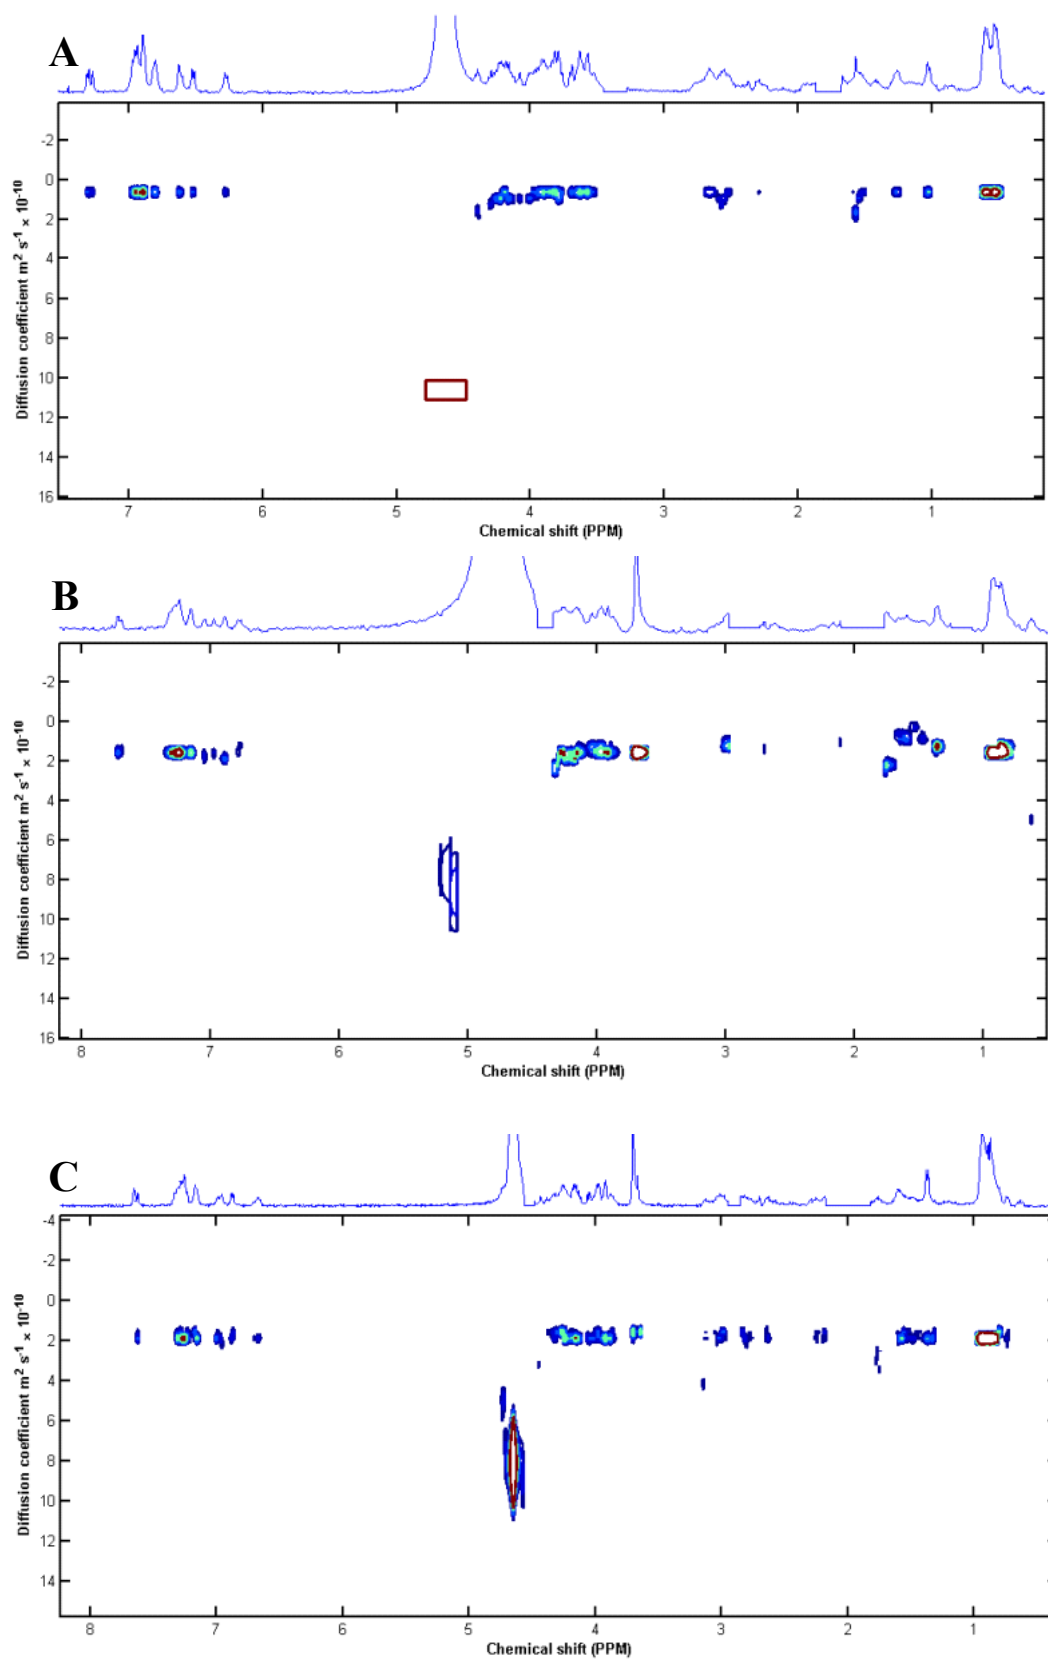 A
-2
0
2
4
6
8
10
12
14
16
7 6 5 4 3 2 1
Diffusion coefficient m² s⁻¹ × 10⁻¹⁰
Chemical shift (PPM)
B
-2
0
2
4
6
8
10
12
14
16
8 7 6 5 4 3 2 1
Diffusion coefficient m² s⁻¹ × 10⁻¹⁰
Chemical shift (PPM)
C
-4
-2
0
2
4
6
8
10
12
14
8 7 6 5 4 3 2 1
Diffusion coefficient m² s⁻¹ × 10⁻¹⁰
Chemical shift (PPM)